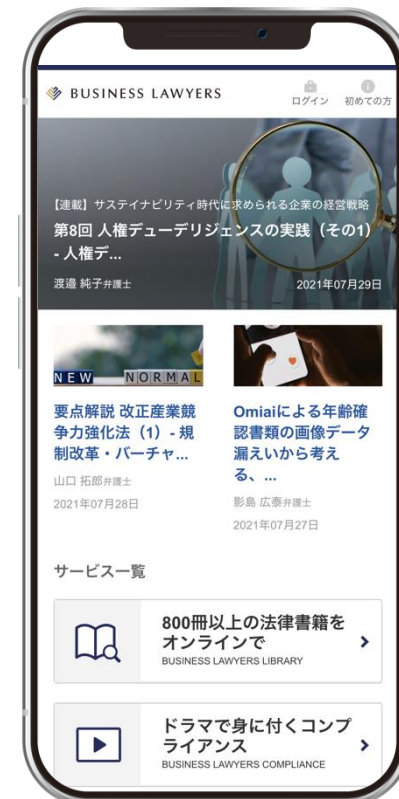 BUSINESS LAWYERS
ログイン
初めての方
【連載】サステイナビリティ時代に求められる企業の経営戦略
第8回 人権デューデリジェンスの実践（その1）
- 人権デ...
渡邉 純子弁護士
2021年07月29日
NEW NORMAL
要点解説 改正産業競
争力強化法（1）- 規
制改革・バーチャ...
山口 拓郎弁護士
2021年07月28日
Omiaiによる年齢確
認書類の画像データ
漏えいから考え
る、...
影島 広泰弁護士
2021年07月27日
サービス一覧
800冊以上の法律書籍を
オンラインで
BUSINESS LAWYERS LIBRARY
ドラマで身に付くコンプ
ライアンス
BUSINESS LAWYERS COMPLIANCE